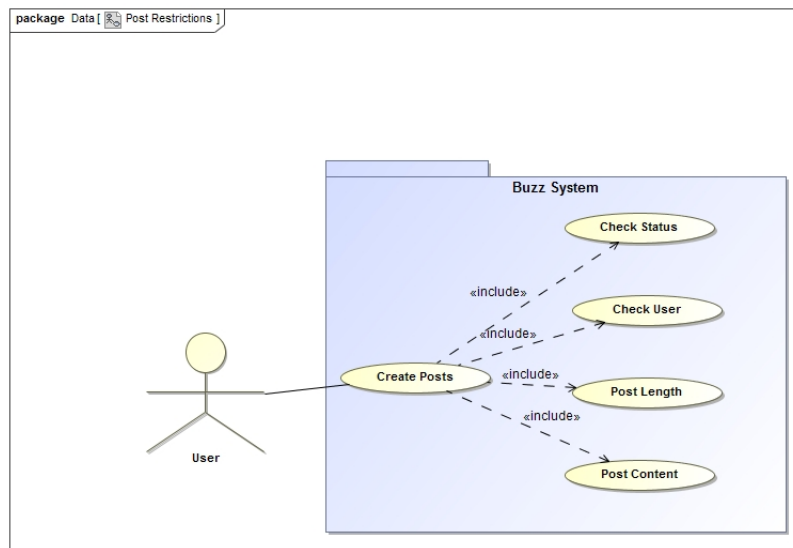 package Data [ Post Restrictions ]
Buzz System
Check Status
«include»
Check User
«include»
Create Posts
«include»
Post Length
«include»
Post Content
User